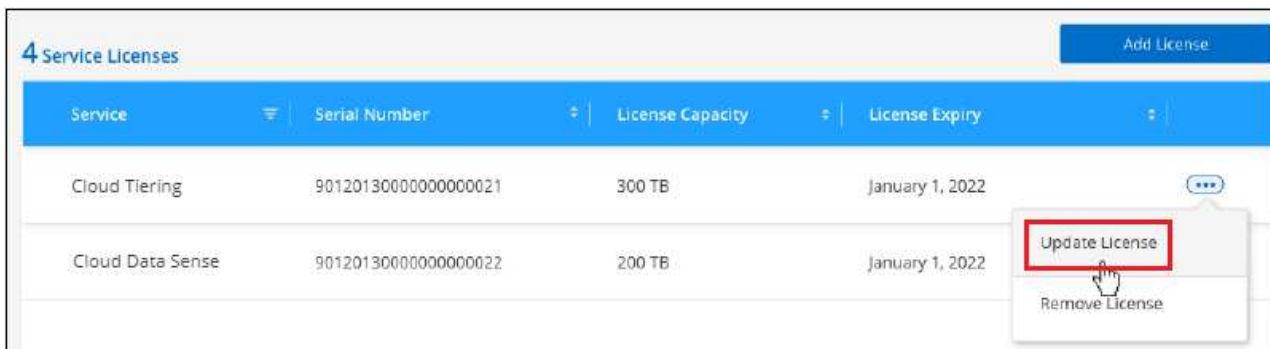 4 Service Licenses Add License
Service Serial Number License Capacity License Expiry
Cloud Tiering 90120130000000000021 300 TB January 1, 2022
Update License
Cloud Data Sense 90120130000000000022 200 TB January 1, 2022
Remove License